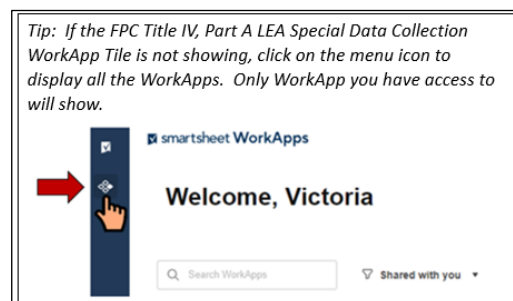 Tip:  If the FPC Title IV, Part A LEA Special Data Collection
WorkApp Tile is not showing, click on the menu icon to
display all the WorkApps.  Only WorkApp you have access to
will show.
smartsheet WorkApps
Welcome, Victoria
Search WorkApps
Shared with you